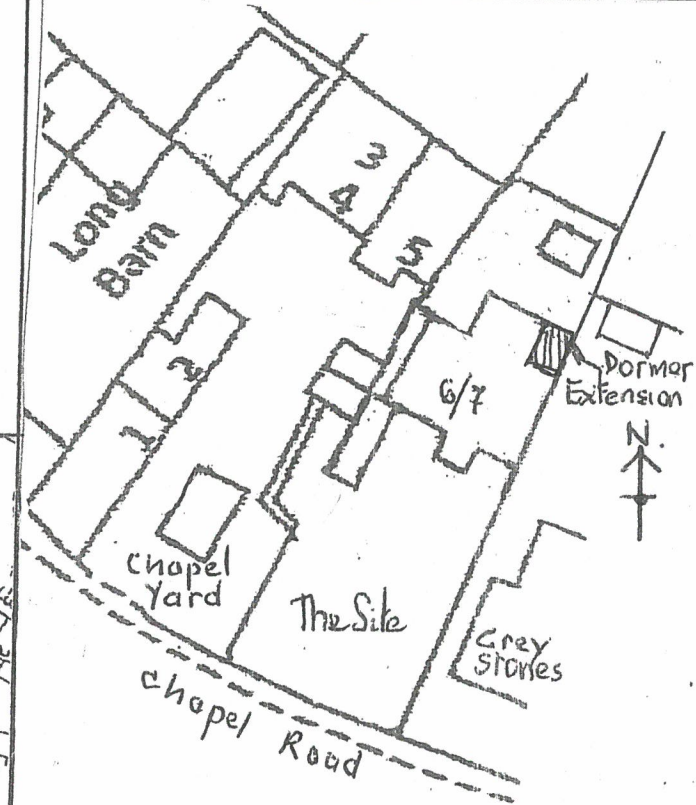 3
4
5
Long
Barn
2
1
6/7
Dormer
Extension
N.
Chapel
Yard
The Site
Grey
Stones
Chapel Road